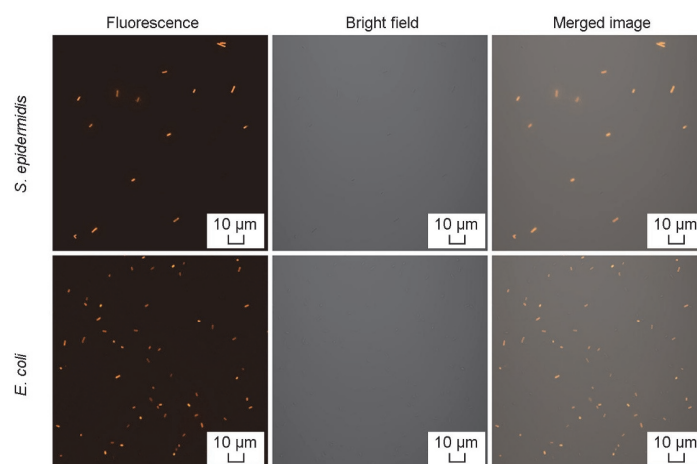 Fluorescence
Bright field
Merged image
S. epidermidis
10 µm
10 µm
10 µm
E. coli
10 µm
10 µm
10 µm